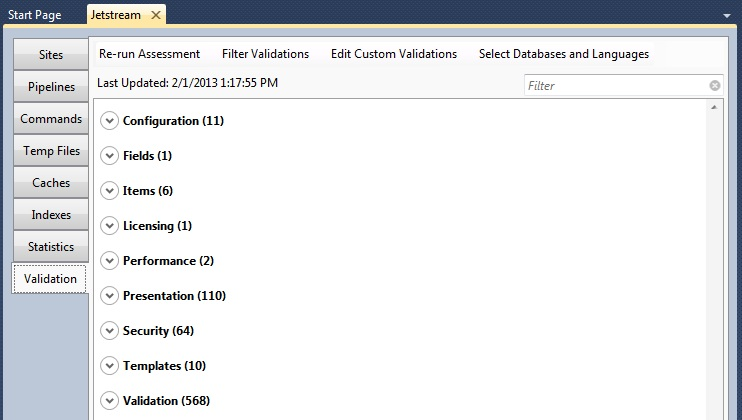 Start Page
Jetstream
Sites
Pipelines
Commands
Temp Files
Caches
Indexes
Statistics
Validation
Re-run Assessment Filter Validations Edit Custom Validations Select Databases and Languages
Last Updated: 2/1/2013 1:17:55 PM
Filter
Configuration (11)
Fields (1)
Items (6)
Licensing (1)
Performance (2)
Presentation (110)
Security (64)
Templates (10)
Validation (568)